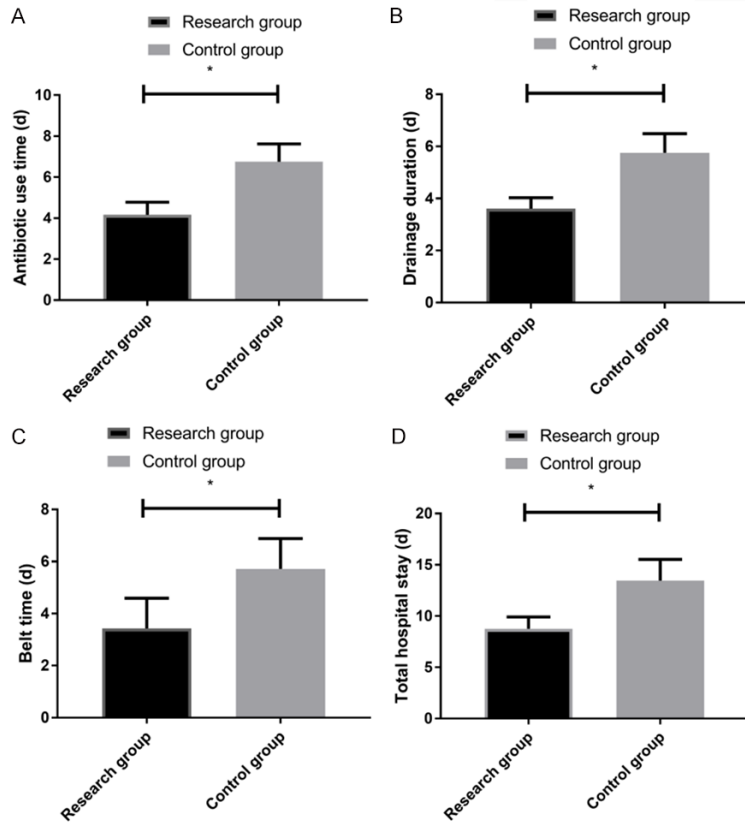 A
Research group
Control group
*
Antibiotic use time (d)
10
8
6
4
2
0
Research group
Control group
B
Research group
Control group
*
Drainage duration (d)
8
6
4
2
0
Research group
Control group
C
Research group
Control group
*
Belt time (d)
8
6
4
2
0
Research group
Control group
D
Research group
Control group
*
Total hospital stay (d)
20
15
10
5
0
Research group
Control group